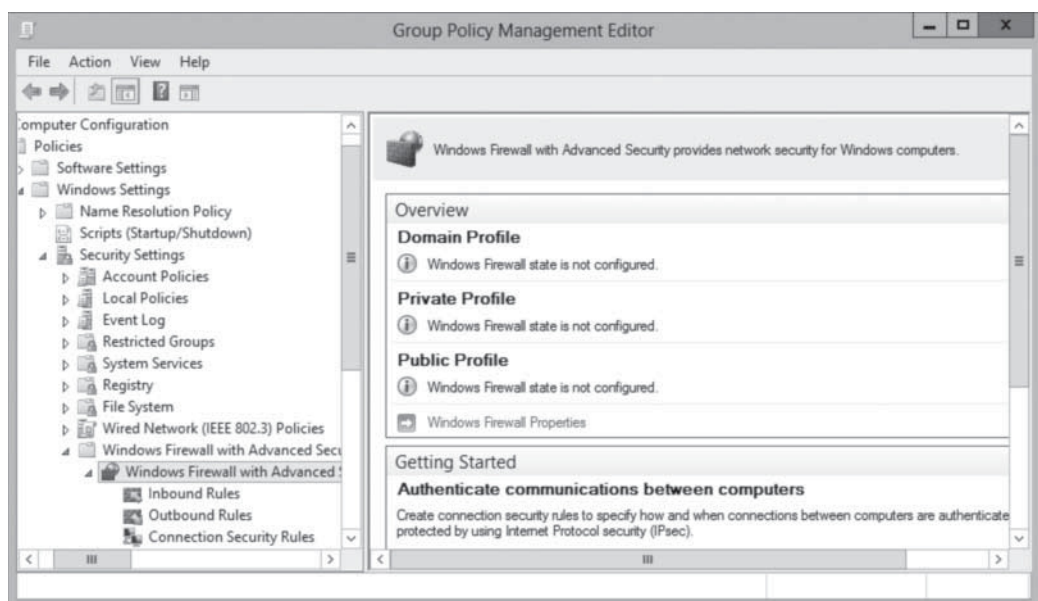 Group Policy Management Editor
File Action View Help
omputer Configuration
Policies
Software Settings
Windows Settings
Name Resolution Policy
Scripts (Startup/Shutdown)
Security Settings
Account Policies
Local Policies
Event Log
Restricted Groups
System Services
Registry
File System
Wired Network (IEEE 802.3) Policies
Windows Firewall with Advanced Secu
Windows Firewall with Advanced S
Inbound Rules
Outbound Rules
Connection Security Rules
Windows Firewall with Advanced Security provides network security for Windows computers.
Overview
Domain Profile
Windows Firewall state is not configured.
Private Profile
Windows Firewall state is not configured.
Public Profile
Windows Firewall state is not configured.
Windows Firewall Properties
Getting Started
Authenticate communications between computers
Create connection security rules to specify how and when connections between computers are authenticate
protected by using Internet Protocol security (IPsec).